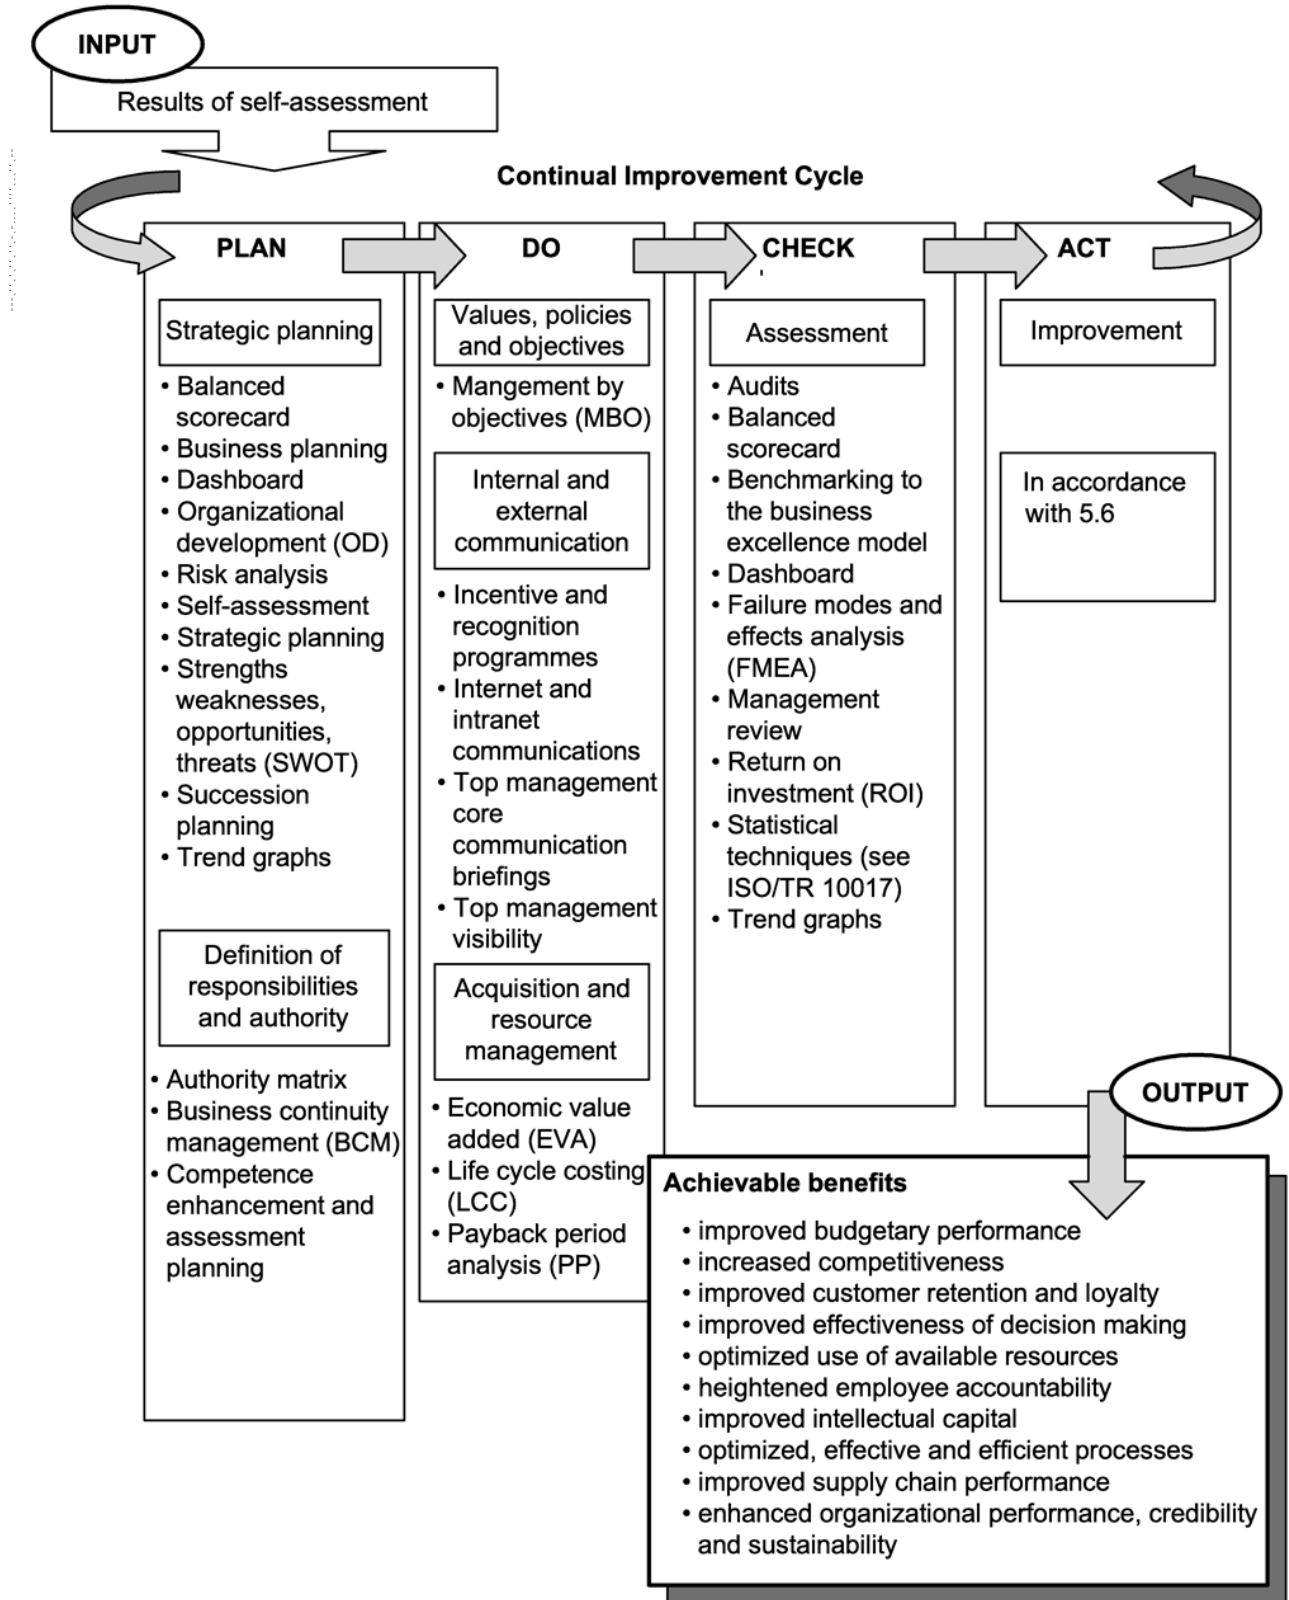 INPUT
Results of self-assessment
Continual Improvement Cycle
PLAN
Strategic planning
• Balanced
scorecard
• Business planning
• Dashboard
• Organizational
development (OD)
• Risk analysis
• Self-assessment
• Strategic planning
• Strengths
weaknesses,
opportunities,
threats (SWOT)
• Succession
planning
• Trend graphs
Definition of
responsibilities
and authority
• Authority matrix
• Business continuity
management (BCM)
• Competence
enhancement and
assessment
planning
DO
Values, policies
and objectives
• Mangement by
objectives (MBO)
Internal and
external
communication
• Incentive and
recognition
programmes
• Internet and
intranet
communications
• Top management
core
communication
briefings
• Top management
visibility
Acquisition and
resource
management
• Economic value
added (EVA)
• Life cycle costing
(LCC)
• Payback period
analysis (PP)
CHECK
Assessment
• Audits
• Balanced
scorecard
• Benchmarking to
the business
excellence model
• Dashboard
• Failure modes and
effects analysis
(FMEA)
• Management
review
• Return on
investment (ROI)
• Statistical
techniques (see
ISO/TR 10017)
• Trend graphs
ACT
Improvement
In accordance
with 5.6
OUTPUT
Achievable benefits
• improved budgetary performance
• increased competitiveness
• improved customer retention and loyalty
• improved effectiveness of decision making
• optimized use of available resources
• heightened employee accountability
• improved intellectual capital
• optimized, effective and efficient processes
• improved supply chain performance
• enhanced organizational performance, credibility
and sustainability